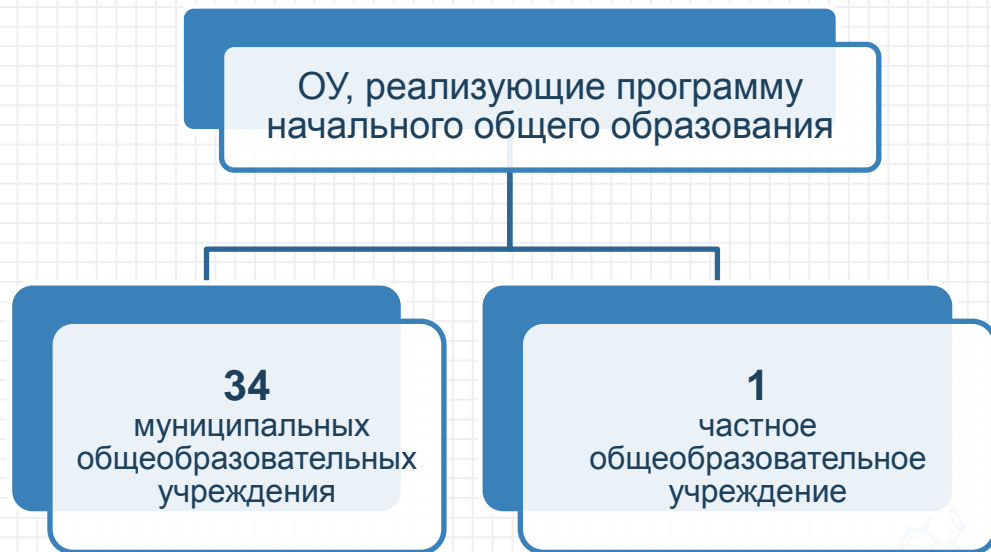 ОУ, реализующие программу
начального общего образования
34
муниципальных
общеобразовательных
учреждения
1
частное
общеобразовательное
учреждение